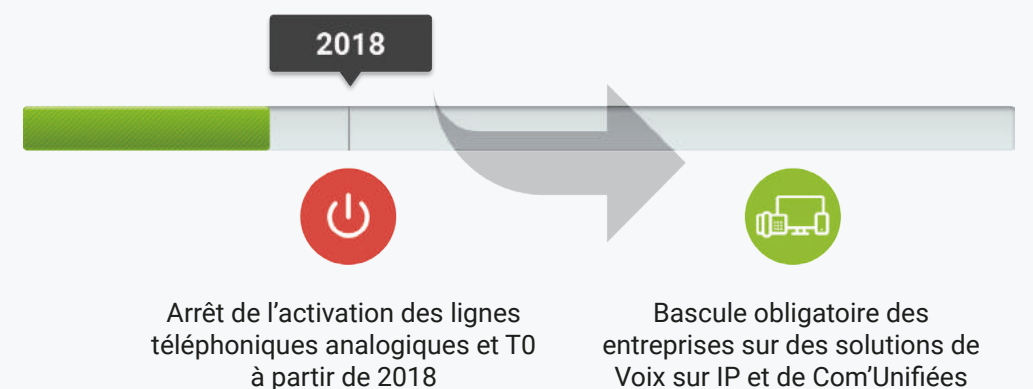 2018
Arrêt de l’activation des lignes
téléphoniques analogiques et T0
à partir de 2018
Bascule obligatoire des
entreprises sur des solutions de
Voix sur IP et de Com’Unifiées